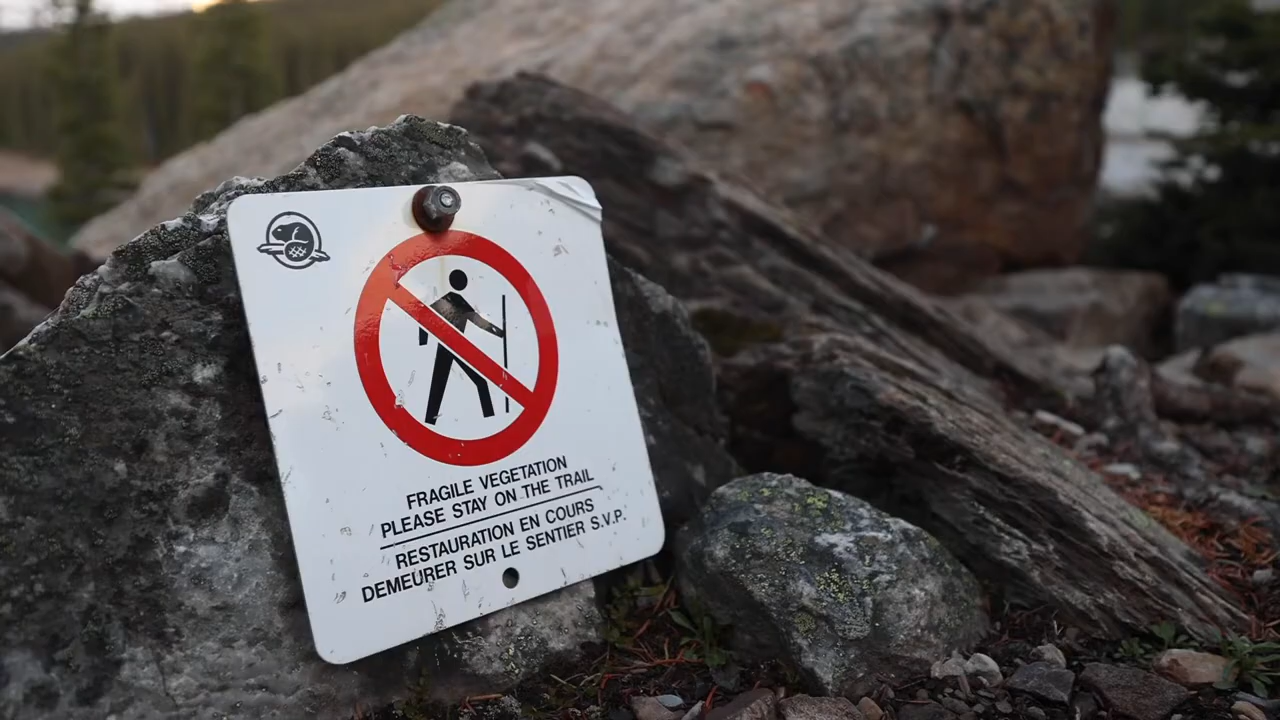 FRAGILE VEGETATION
PLEASE STAY ON THE TRAIL
RESTAURATION EN COURS
DEMEURER SUR LE SENTIER S.V.P.